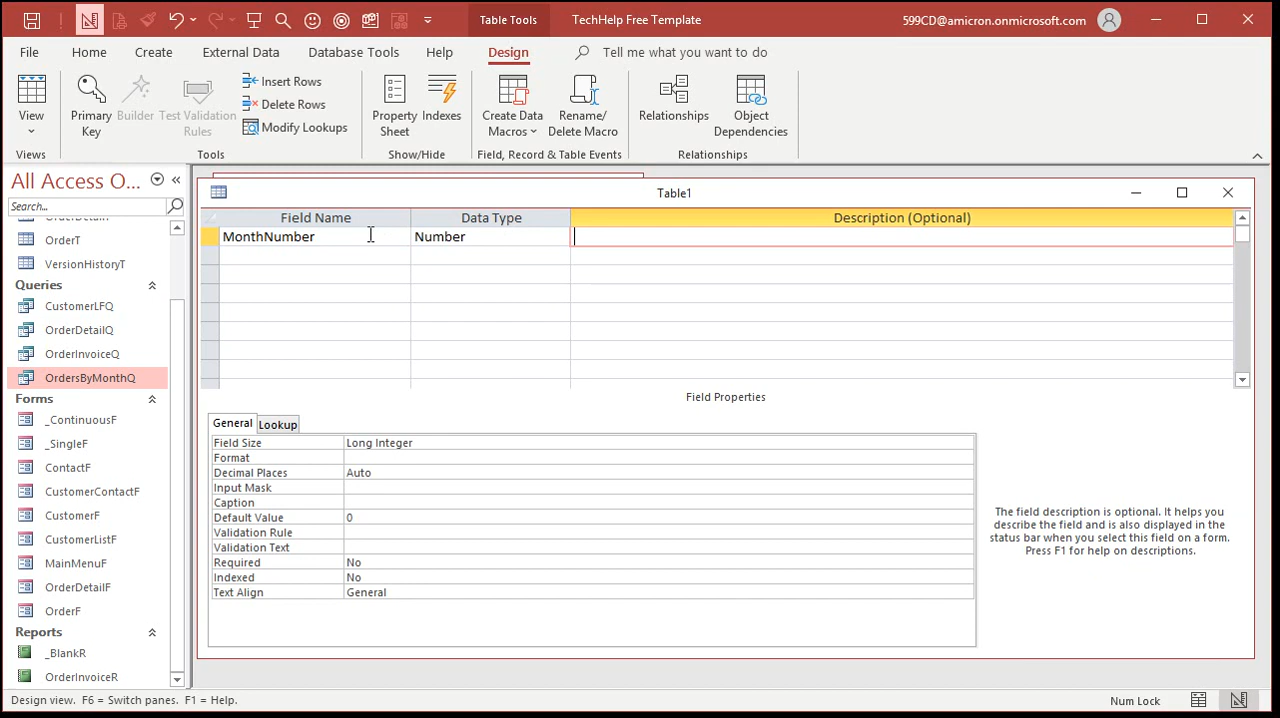 Table Tools
TechHelp Free Template
599CD@amicron.onmicrosoft.com
File Home Create External Data Database Tools Help Design Tell me what you want to do
View
Primary Key
Builder
Test Validation Rules
Insert Rows
Delete Rows
Modify Lookups
Property Sheet
Indexes
Create Data Macros
Rename/ Delete Macro
Relationships
Object Dependencies
Views
Tools
Show/Hide
Field, Record & Table Events
Relationships
All Access O...
Search...
OrderT
VersionHistoryT
Queries
CustomerLFQ
OrderDetailQ
OrderInvoiceQ
OrdersByMonthQ
Forms
_ContinuousF
_SingleF
ContactF
CustomerContactF
CustomerF
CustomerListF
MainMenuF
OrderDetailF
OrderF
Reports
_BlankR
OrderInvoiceR
Table1
Field Name Data Type Description (Optional)
MonthNumber Number
Field Properties
General Lookup
Field Size Long Integer
Format
Decimal Places Auto
Input Mask
Caption
Default Value 0
Validation Rule
Validation Text
Required No
Indexed No
Text Align General
The field description is optional. It helps you
describe the field and is also displayed in the
status bar when you select this field on a form.
Press F1 for help on descriptions.
Design view. F6 = Switch panes. F1 = Help.
Num Lock